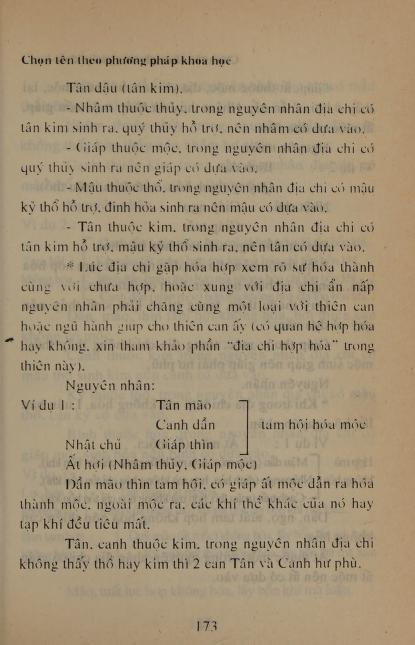 Chọn tên theo phương pháp khoa học
Tân dậu (tân kim).
- Nhâm thuộc thủy, trong nguyên nhân địa chi có
tân kim sinh ra, quý thủy hỗ trợ, nên nhâm có dựa vào.
- Giáp thuộc mộc, trong nguyên nhân địa chi có
quý thủy sinh ra nên giáp có dựa vào.
- Mậu thuộc thổ, trong nguyên nhân địa chi có mậu
kỷ thổ hỗ trợ, đinh hỏa sinh ra nên mậu có dựa vào.
- Tân thuộc kim, trong nguyên nhân địa chi có
tân kim hỗ trợ, mậu kỷ thổ sinh ra, nên tân có dựa vào.
* Lúc địa chi gặp hóa hợp xem rõ sự hóa thành
cùng với chưa hợp, hoặc xung với địa chi ẩn nấp
nguyên nhân phải chăng cùng một loại với thiên can
hoặc ngũ hành giúp cho thiên can ấy (có quan hệ hợp hóa
hay không, xin tham khảo phần “địa chi hợp hóa” trong
thiên này).
Nguyên nhân:
Ví dụ 1 : Tân mão
Canh dần tam hội hóa mộc
Nhật chủ Giáp thìn
Ất hợi (Nhâm thủy, Giáp mộc)
Dần mão thìn tam hội, có giáp ất mộc dẫn ra hóa
thành mộc, ngoài mộc ra, các khí thể khác của nó hay
tạp khí đều tiêu mất.
Tân, canh thuộc kim, trong nguyên nhân địa chi
không thấy thổ hay kim thì 2 can Tân và Canh hư phù.
173